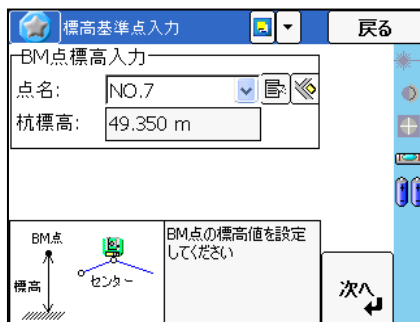 標高基準点入力
戻る
BM点標高入力
点名:
NO.7
杭標高:
49.350 m
BM点
標高
センター
BM点の標高値を設定
してください
次へ